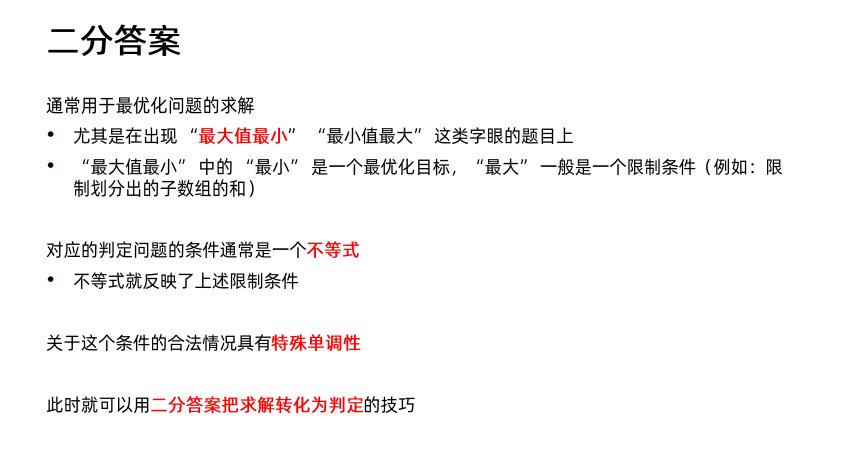 二分答案
通常用于最优化问题的求解
• 尤其是在出现 “最大值最小” “最小值最大” 这类字眼的题目上
• “最大值最小” 中的 “最小” 是一个最优化目标，“最大” 一般是一个限制条件（例如：限
制划分出的子数组的和）
对应的判定问题的条件通常是一个不等式
• 不等式就反映了上述限制条件
关于这个条件的合法情况具有特殊单调性
此时就可以用二分答案把求解转化为判定的技巧